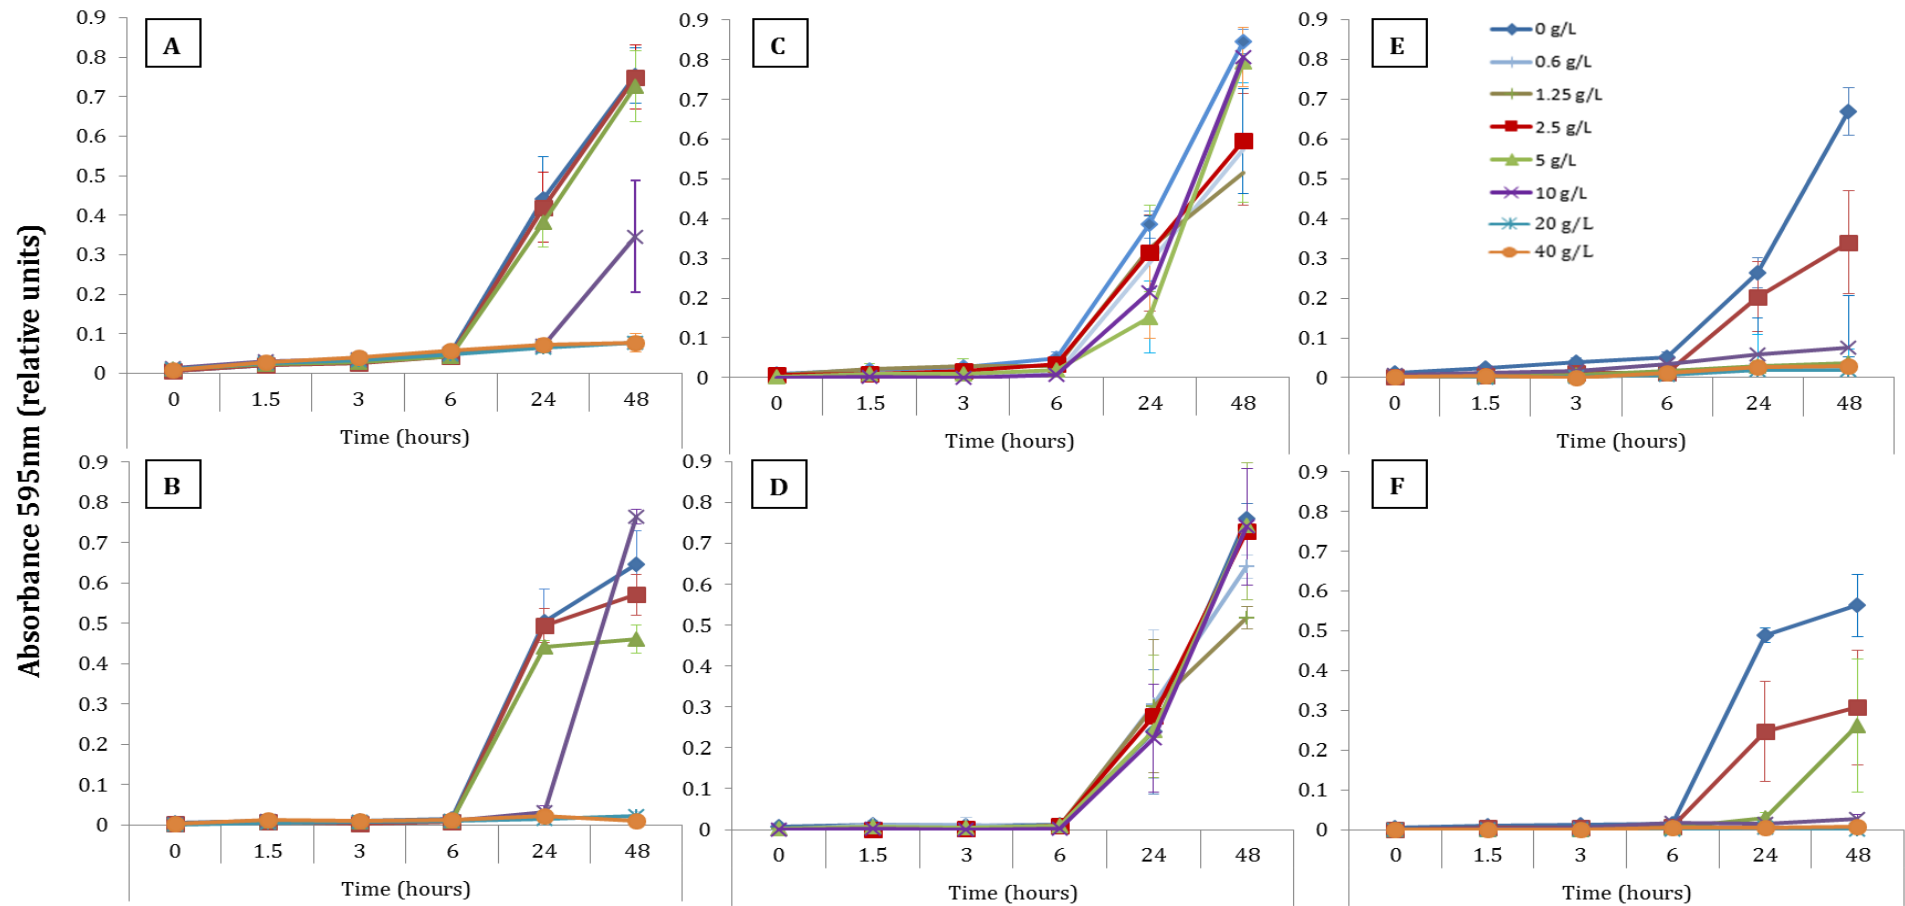 Absorbance 595nm (relative units)
A
0.9
0.8
0.7
0.6
0.5
0.4
0.3
0.2
0.1
0
0 1.5 3 6 24 48
Time (hours)
B
0.9
0.8
0.7
0.6
0.5
0.4
0.3
0.2
0.1
0
0 1.5 3 6 24 48
Time (hours)
C
0.9
0.8
0.7
0.6
0.5
0.4
0.3
0.2
0.1
0
0 1.5 3 6 24 48
Time (hours)
D
0.9
0.8
0.7
0.6
0.5
0.4
0.3
0.2
0.1
0
0 1.5 3 6 24 48
Time (hours)
E
0.9
0.8
0.7
0.6
0.5
0.4
0.3
0.2
0.1
0
0 1.5 3 6 24 48
Time (hours)
0 g/L
0.6 g/L
1.25 g/L
2.5 g/L
5 g/L
10 g/L
20 g/L
40 g/L
F
0.9
0.8
0.7
0.6
0.5
0.4
0.3
0.2
0.1
0
0 1.5 3 6 24 48
Time (hours)